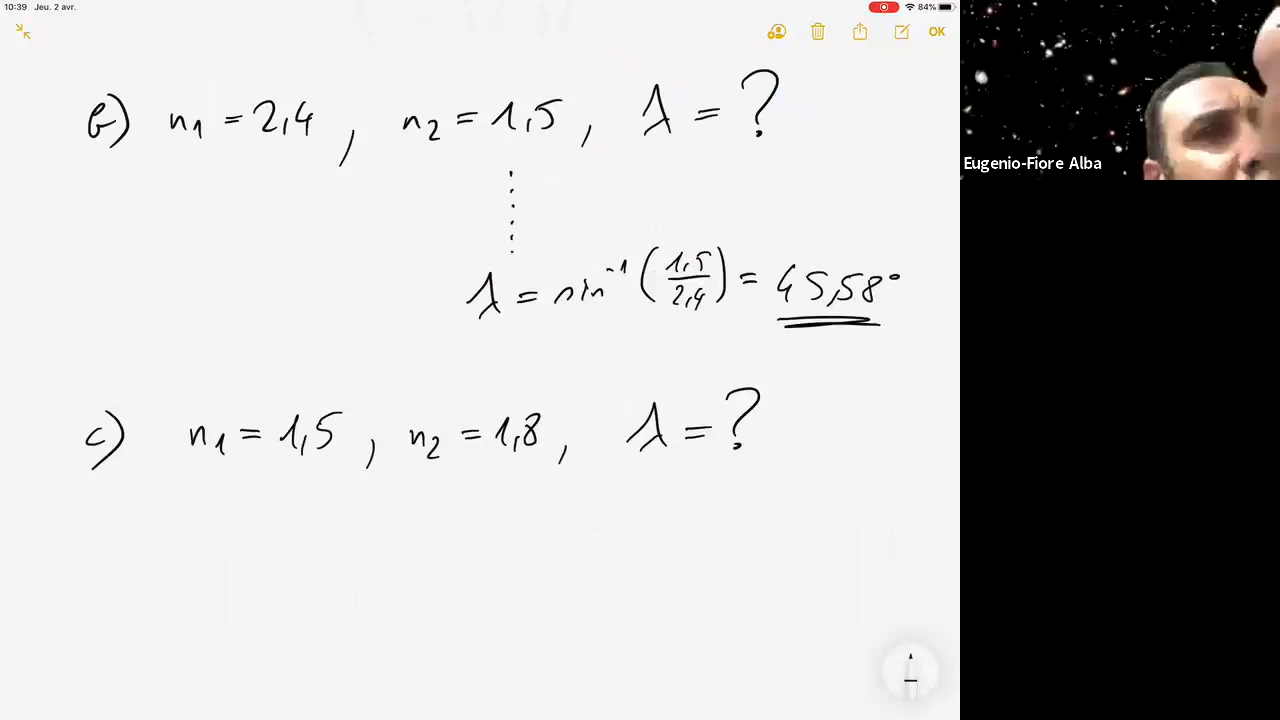 10:39 Jeu. 2 avr. 84%
OK
b) n₁ = 2,4 , n₂ = 1,5 , λ = ?
λ = sin⁻¹ (1,5/2,4) = 45,58°
c) n₁ = 1,5 , n₂ = 1,8 , λ = ?
Eugenio-Fiore Alba